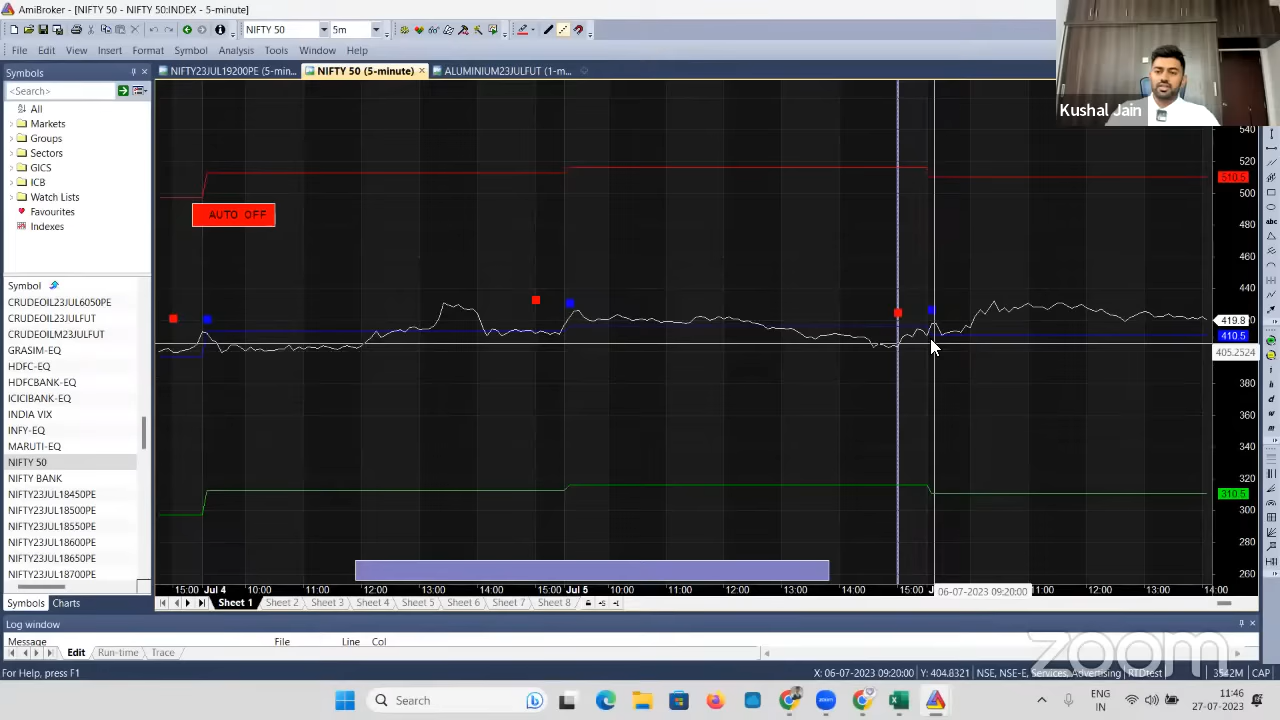 AmiBroker - [NIFTY 50 - NIFTY 50:INDEX - 5-minute]
NIFTY 50
5m
File Edit View Insert Format Symbol Analysis Tools Window Help
Kushal Jain
Symbols
NIFTY23JUL19200PE (5-min...
NIFTY 50 (5-minute)
ALUMINIUM23JULFUT (1-m...
<Search>
All
Markets
Groups
Sectors
GICS
ICB
Watch Lists
Favourites
Indexes
AUTO OFF
Symbol
CRUDEOIL23JUL6050PE
CRUDEOIL23JULFUT
CRUDEOILM23JULFUT
GRASIM-EQ
HDFC-EQ
HDFCBANK-EQ
ICICIBANK-EQ
INDIA VIX
INFY-EQ
MARUTI-EQ
NIFTY 50
NIFTY BANK
NIFTY23JUL18450PE
NIFTY23JUL18500PE
NIFTY23JUL18550PE
NIFTY23JUL18600PE
NIFTY23JUL18650PE
NIFTY23JUL18700PE
540
520
510.5
500
480
460
440
419.8
410.5
405.2524
380
360
340
320
310.5
300
280
260
15:00 Jul 4 10:00 11:00 12:00 13:00 14:00 15:00 Jul 5 10:00 11:00 12:00 13:00 14:00 15:00 06-07-2023 09:20:00 11:00 12:00 13:00 14:00
Symbols Charts
Sheet 1 Sheet 2 Sheet 3 Sheet 4 Sheet 5 Sheet 6 Sheet 7 Sheet 8
Log window
Message File Line Col
Edit Run-time Trace
zoom
For Help, press F1
X: 06-07-2023 09:20:00 Y: 404.8321 NSE, NSE-E, Services, Advertising RTDtest 3542M CAP
Search
ENG
IN
11:46
27-07-2023